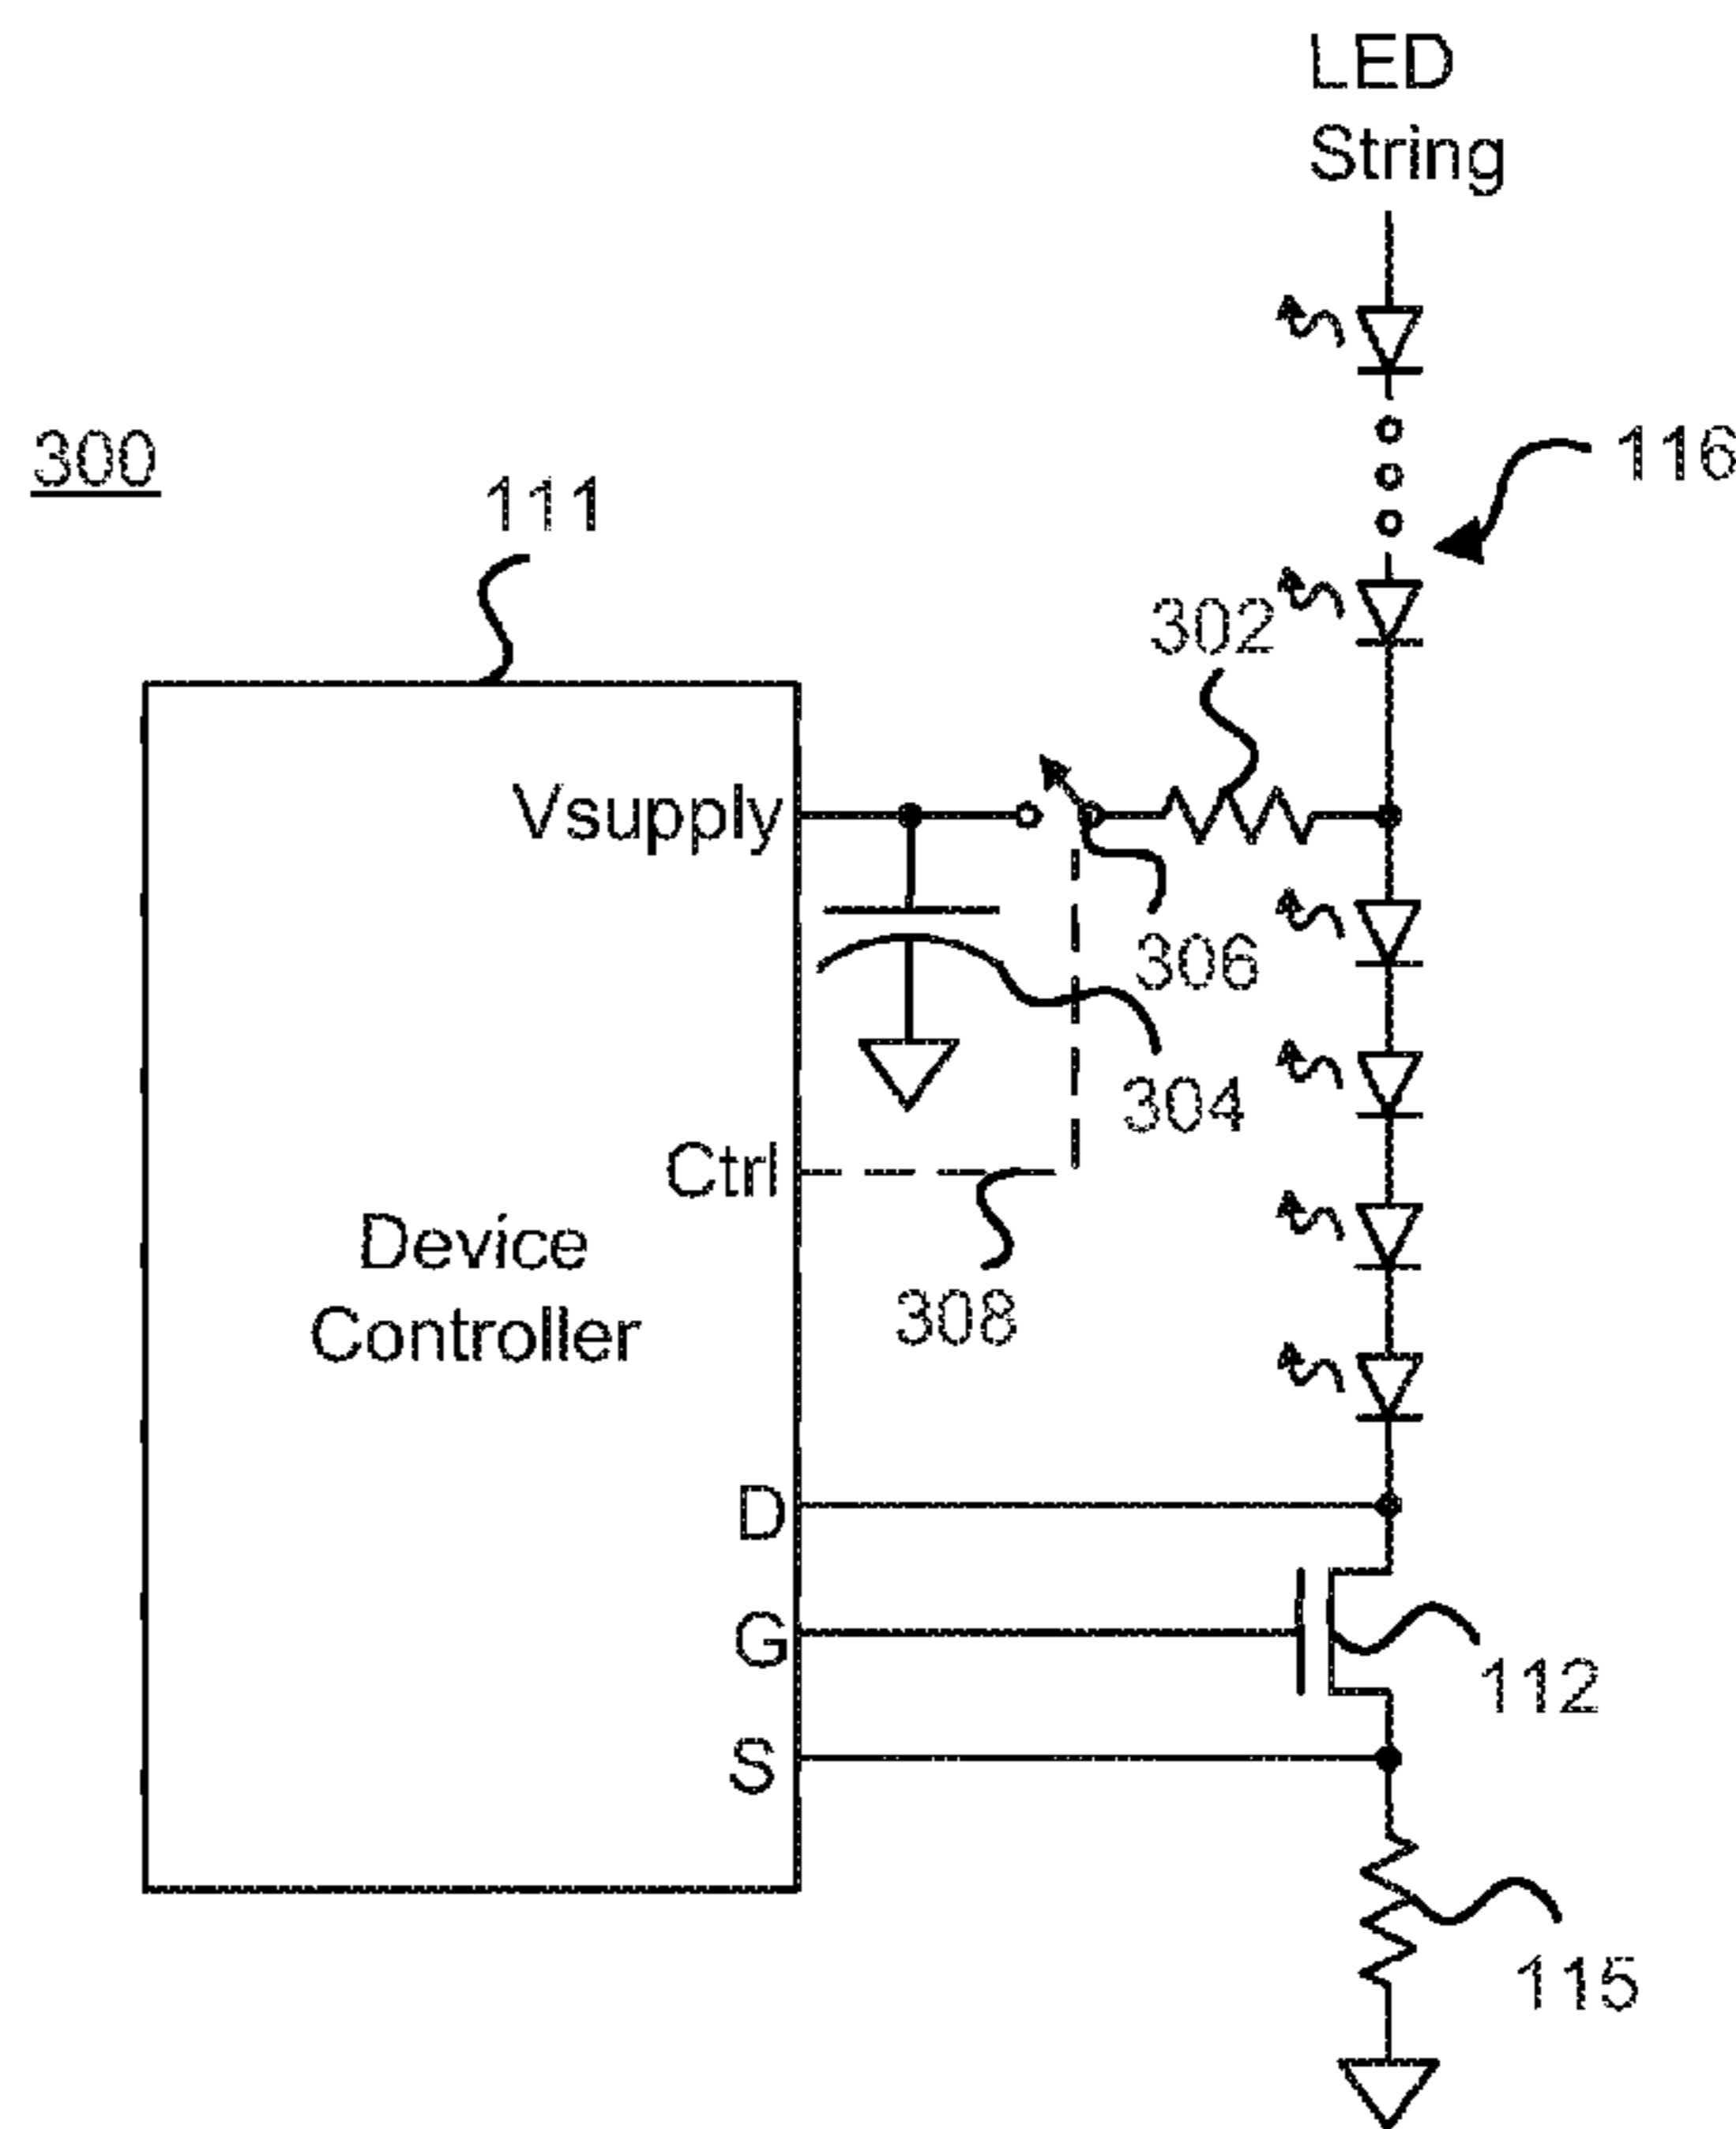 LED
String
300
116
111
302
Vsupply
306
304
Ctrl
Device
Controller
308
D
G
112
S
115